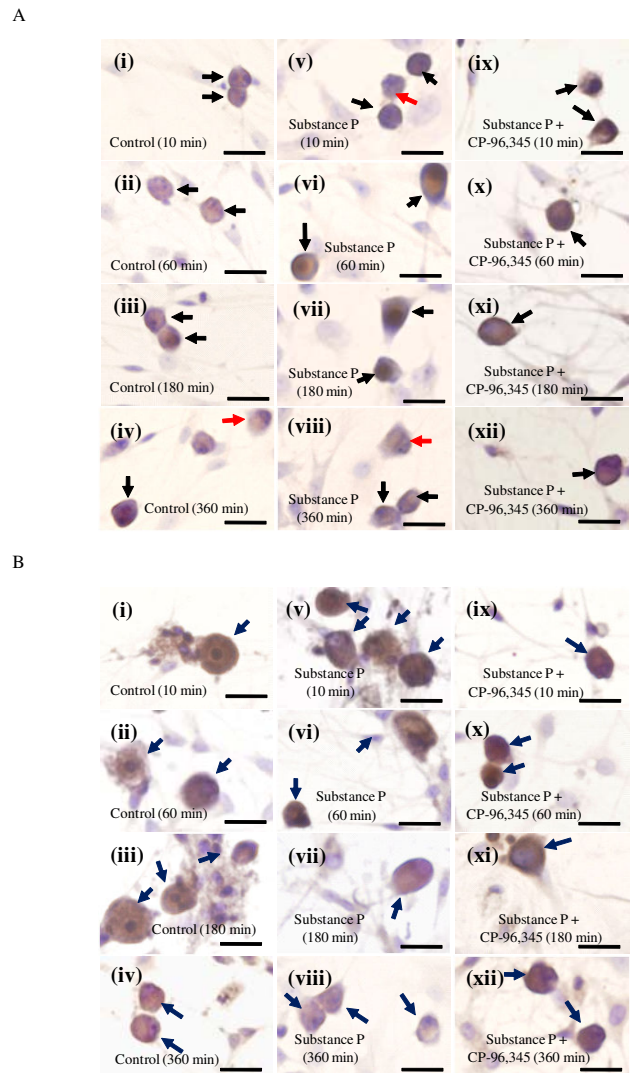 A
(i)
Control (10 min)
(v)
Substance P
(10 min)
(ix)
Substance P +
CP-96,345 (10 min)
(ii)
Control (60 min)
(vi)
Substance P
(60 min)
(x)
Substance P +
CP-96,345 (60 min)
(iii)
Control (180 min)
(vii)
Substance P
(180 min)
(xi)
Substance P +
CP-96,345 (180 min)
(iv)
Control (360 min)
(viii)
Substance P
(360 min)
(xii)
Substance P +
CP-96,345 (360 min)
B
(i)
Control (10 min)
(v)
Substance P
(10 min)
(ix)
Substance P +
CP-96,345 (10 min)
(ii)
Control (60 min)
(vi)
Substance P
(60 min)
(x)
Substance P +
CP-96,345 (60 min)
(iii)
Control (180 min)
(vii)
Substance P
(180 min)
(xi)
Substance P +
CP-96,345 (180 min)
(iv)
Control (360 min)
(viii)
Substance P
(360 min)
(xii)
Substance P +
CP-96,345 (360 min)